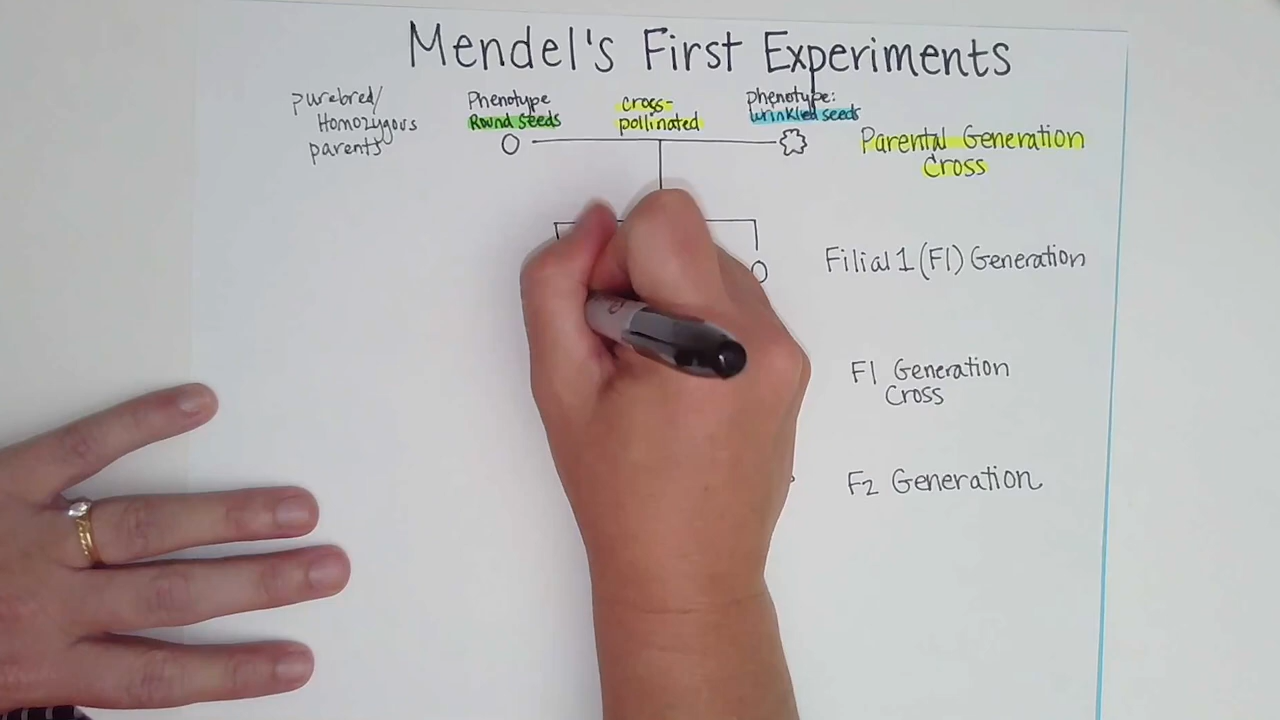 Mendel's First Experiments
purebred/
Homozygous
parents
Phenotype
Round Seeds
cross-
pollinated
phenotype:
wrinkled seeds
Parental Generation
Cross
Filial 1 (F1) Generation
F1 Generation
Cross
F2 Generation